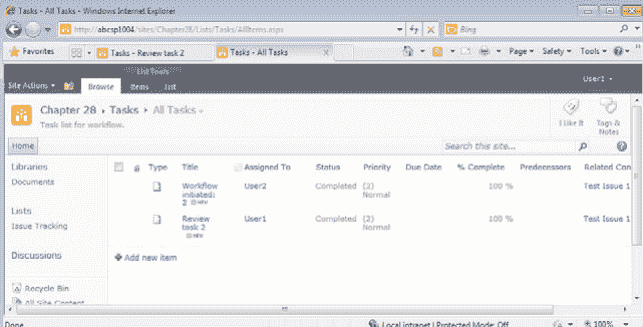 Tasks - All Tasks - Windows Internet Explorer
http://abcsp1004/sites/Chapter28/Lists/Tasks/AllItems.aspx
Bing
Favorites Tasks - Review task 2 Tasks - All Tasks Page Safety Tools
List Tools
Site Actions Browse Items List User1
Chapter 28 Tasks All Tasks
Task list for workflow.
I Like It Tags & Notes
Home Search this site...
Libraries
Documents
Lists
Issue Tracking
Discussions
Recycle Bin
All Site Content
Type Title Assigned To Status Priority Due Date % Complete Predecessors Related Con
Workflow initiated: 2 NEW User2 Completed (2) Normal 100 % Test Issue 1
Review task 2 NEW User1 Completed (2) Normal 100 % Test Issue 1
Add new item
Done Local intranet | Protected Mode: Off 100%